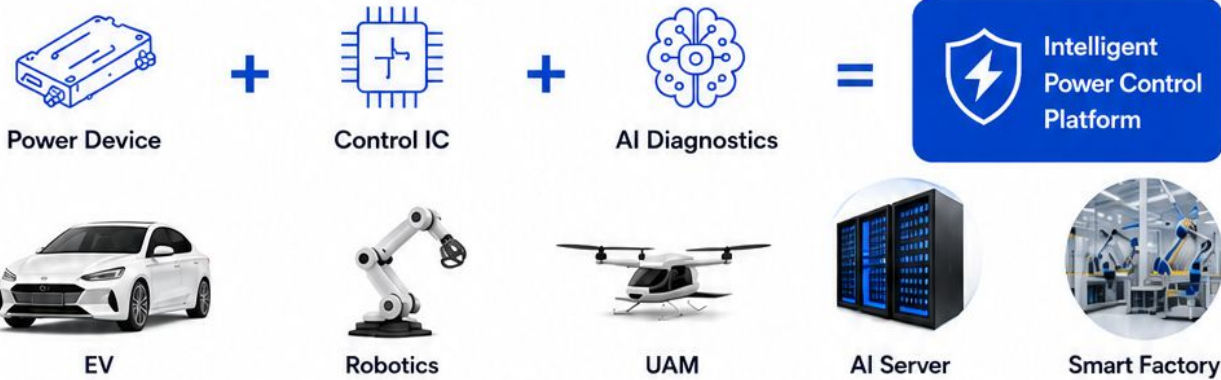 Power Device + Control IC + AI Diagnostics =
Intelligent
Power Control
Platform
EV
Robotics
UAM
AI Server
Smart Factory